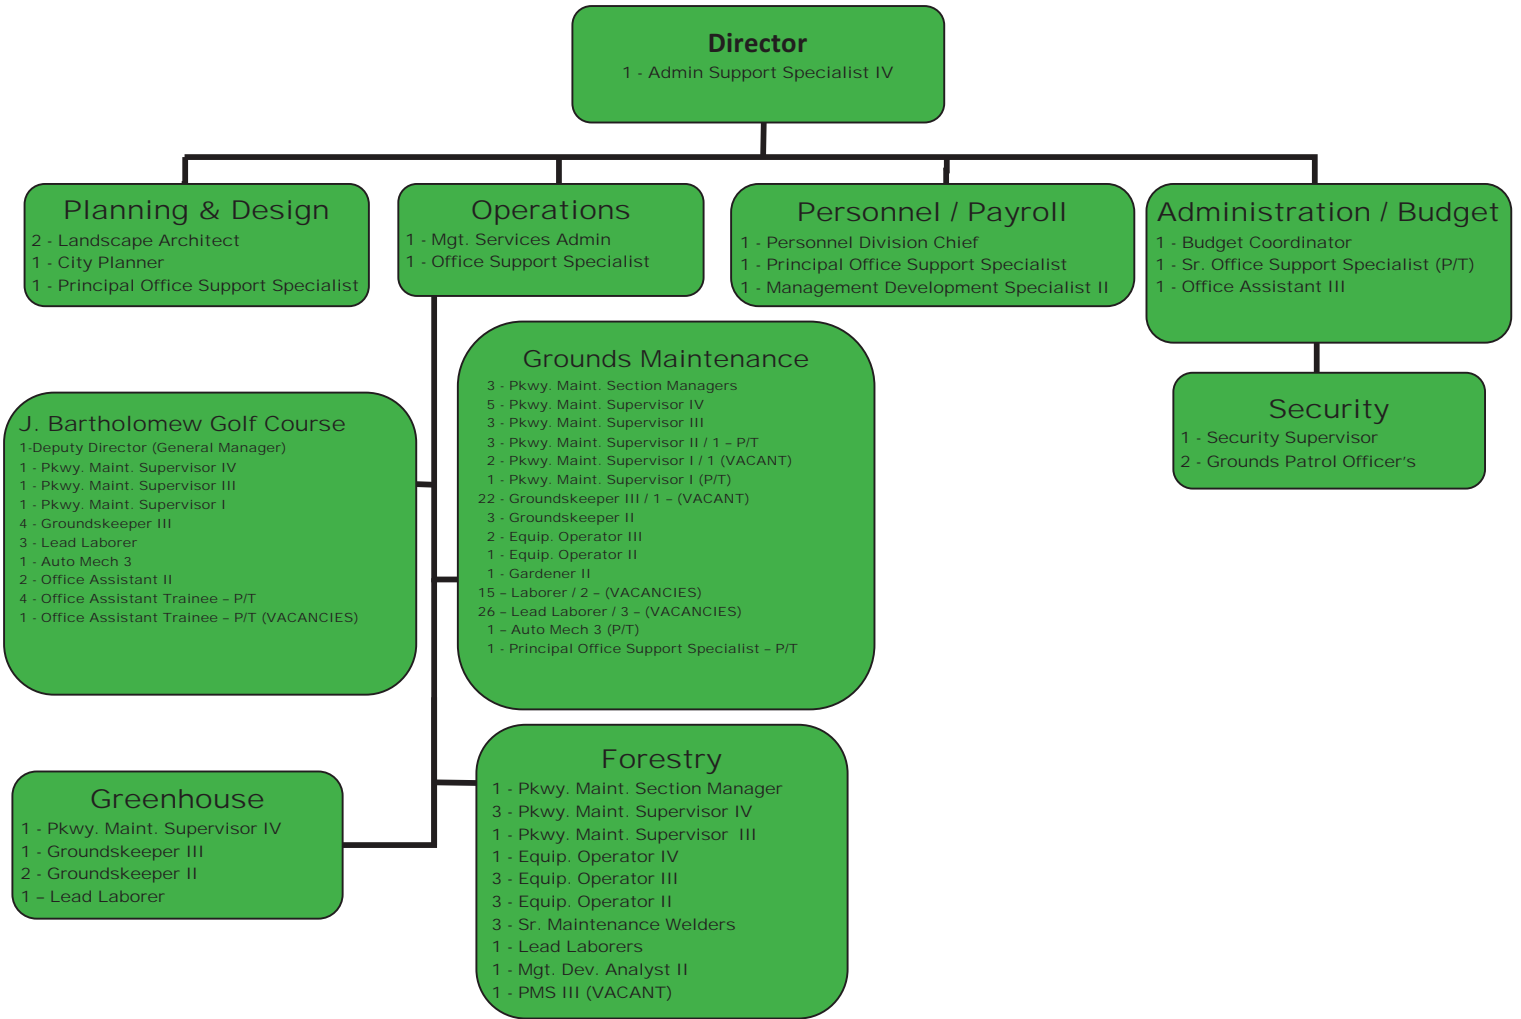 Director
1 - Admin Support Specialist IV
Planning & Design
2 - Landscape Architect
1 - City Planner
1 - Principal Office Support Specialist
Operations
1 - Mgt. Services Admin
1 - Office Support Specialist
Personnel / Payroll
1 - Personnel Division Chief
1 - Principal Office Support Specialist
1 - Management Development Specialist II
Administration / Budget
1 - Budget Coordinator
1 - Sr. Office Support Specialist (P/T)
1 - Office Assistant III
Security
1 - Security Supervisor
2 - Grounds Patrol Officer's
J. Bartholomew Golf Course
1-Deputy Director (General Manager)
1 - Pkwy. Maint. Supervisor IV
1 - Pkwy. Maint. Supervisor III
1 - Pkwy. Maint. Supervisor I
4 - Groundskeeper III
3 - Lead Laborer
1 - Auto Mech 3
2 - Office Assistant II
4 - Office Assistant Trainee – P/T
1 - Office Assistant Trainee – P/T (VACANCIES)
Grounds Maintenance
3 - Pkwy. Maint. Section Managers
5 - Pkwy. Maint. Supervisor IV
3 - Pkwy. Maint. Supervisor III
3 - Pkwy. Maint. Supervisor II / 1 – P/T
2 - Pkwy. Maint. Supervisor I / 1 (VACANT)
1 - Pkwy. Maint. Supervisor I (P/T)
22 - Groundskeeper III / 1 – (VACANT)
3 - Groundskeeper II
2 - Equip. Operator III
1 - Equip. Operator II
1 - Gardener II
15 – Laborer / 2 – (VACANCIES)
26 – Lead Laborer / 3 – (VACANCIES)
1 – Auto Mech 3 (P/T)
1 - Principal Office Support Specialist – P/T
Greenhouse
1 - Pkwy. Maint. Supervisor IV
1 - Groundskeeper III
2 - Groundskeeper II
1 – Lead Laborer
Forestry
1 - Pkwy. Maint. Section Manager
3 - Pkwy. Maint. Supervisor IV
1 - Pkwy. Maint. Supervisor III
1 - Equip. Operator IV
3 - Equip. Operator III
3 - Equip. Operator II
3 - Sr. Maintenance Welders
1 - Lead Laborers
1 - Mgt. Dev. Analyst II
1 - PMS III (VACANT)